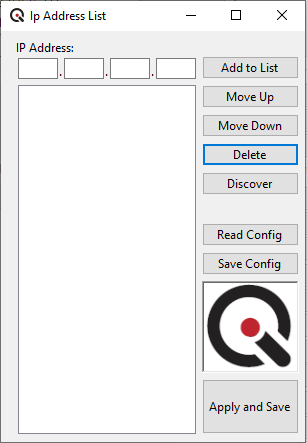 Ip Address List
IP Address:
. . .
Add to List
Move Up
Move Down
Delete
Discover
Read Config
Save Config
Apply and Save